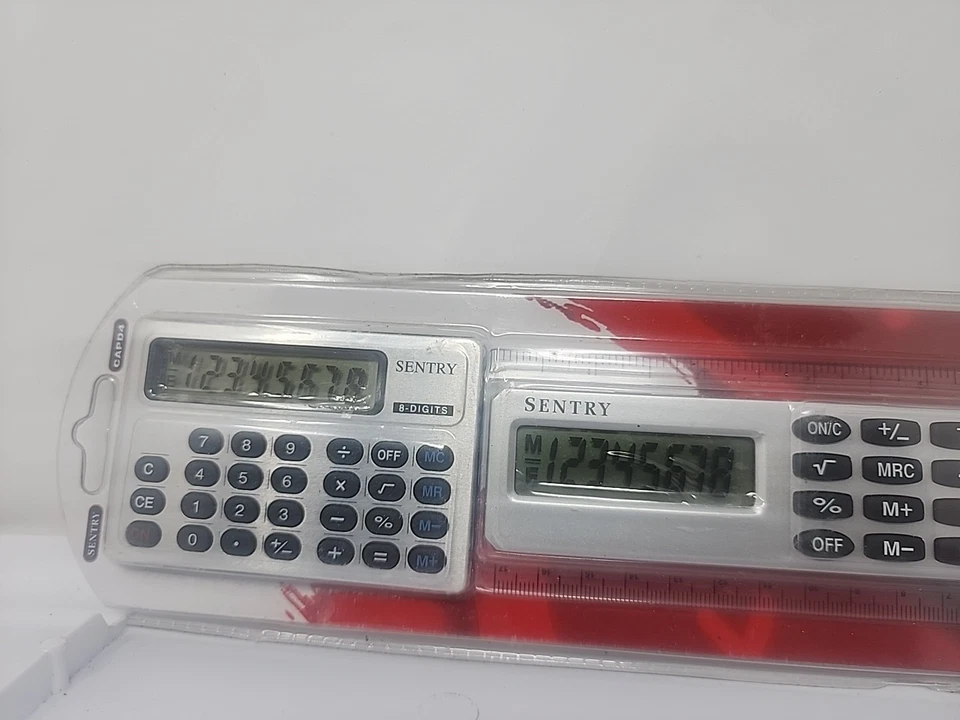 CAPD4
SENTRY
M 12345678
E
SENTRY
8-DIGITS
7 8 9 ÷ OFF MC
C 4 5 6 × √ MR
CE 1 2 3 − % M−
0 · +/− + = M+
SENTRY
M 12345678
E
ON/C +/−
√ MRC
% M+
OFF M−